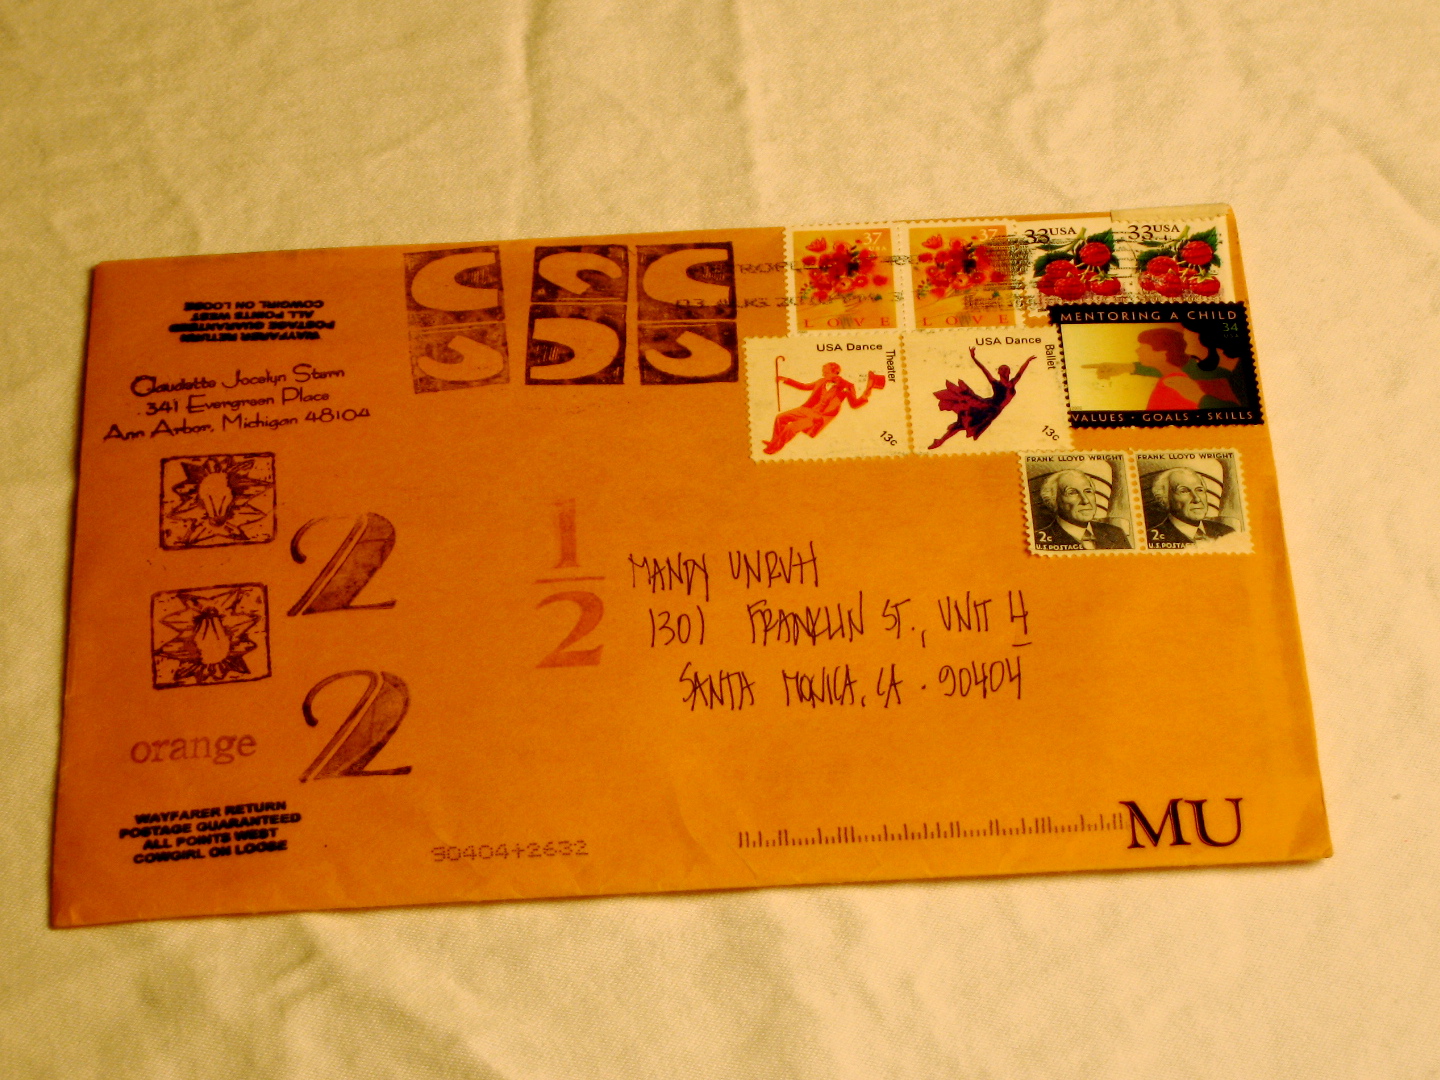 WAYFARER RETURN
POSTAGE GUARANTEED
ALL POINTS WEST
COWGIRL ON LOOSE
Claudette Jocelyn Stern
341 Evergreen Place
Ann Arbor, Michigan 48104
37
LOVE
37
LOVE
33USA
33USA
MENTORING A CHILD
34
USA
VALUES · GOALS · SKILLS
USA Dance
Theater
13c
USA Dance
Ballet
13c
FRANK LLOYD WRIGHT
2c
U.S.POSTAGE
FRANK LLOYD WRIGHT
2c
U.S.POSTAGE
2
1
2
MANDY UNRUH
1301 FRANKLIN ST., UNIT 4
SANTA MONICA, CA · 90404
2
orange
WAYFARER RETURN
POSTAGE GUARANTEED
ALL POINTS WEST
COWGIRL ON LOOSE
90404+2632
MU